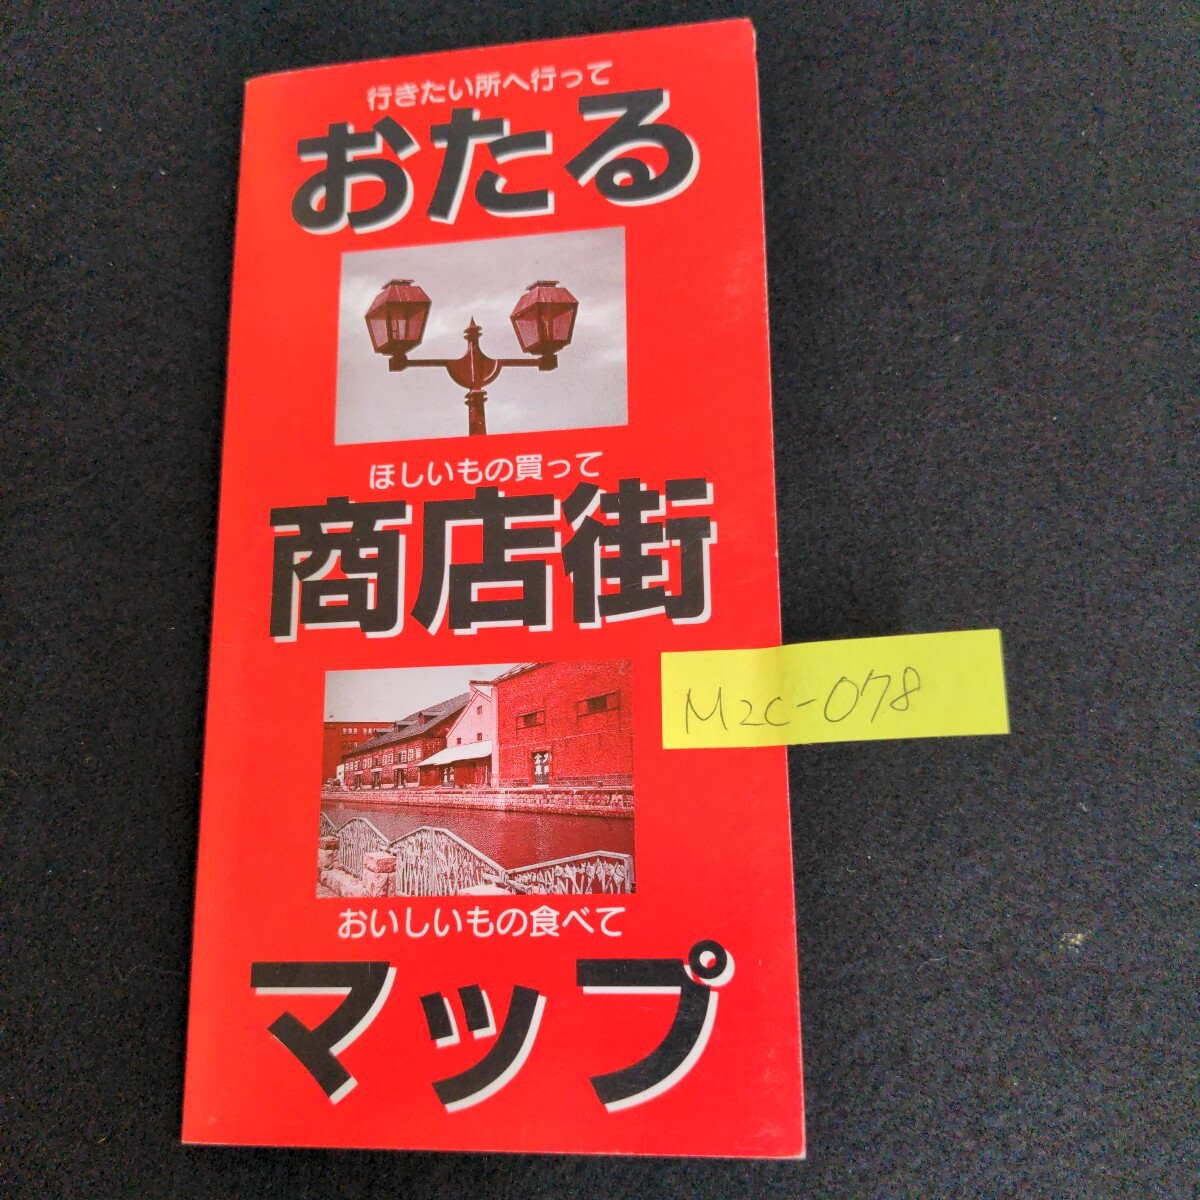 行きたい所へ行って
おたる
ほしいもの買って
商店街
M2C-078
おいしいもの食べて
マップ